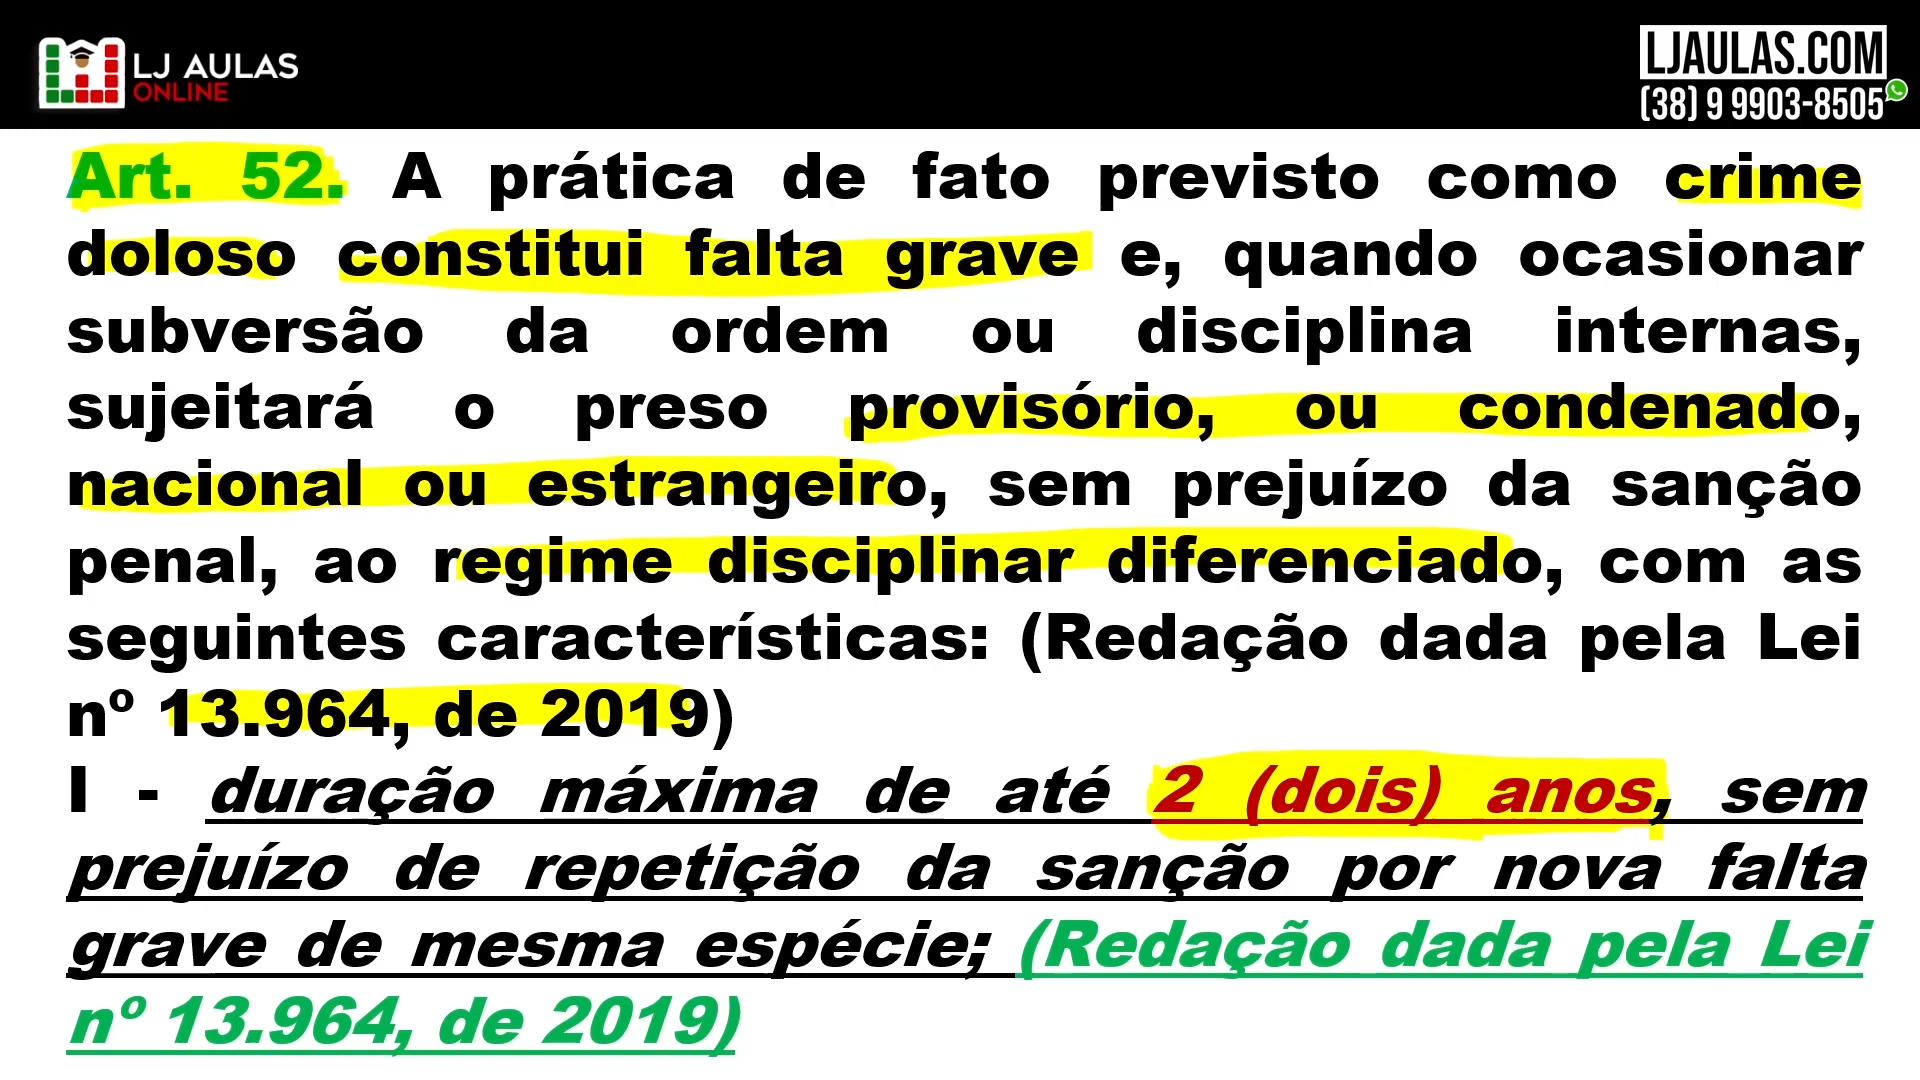 LJ AULAS
ONLINE
LJAULAS.COM
(38) 9 9903-8505
Art. 52. A prática de fato previsto como crime
doloso constitui falta grave e, quando ocasionar
subversão da ordem ou disciplina internas,
sujeitará o preso provisório, ou condenado,
nacional ou estrangeiro, sem prejuízo da sanção
penal, ao regime disciplinar diferenciado, com as
seguintes características: (Redação dada pela Lei
nº 13.964, de 2019)
I - duração máxima de até 2 (dois) anos, sem
prejuízo de repetição da sanção por nova falta
grave de mesma espécie; (Redação dada pela Lei
nº 13.964, de 2019)